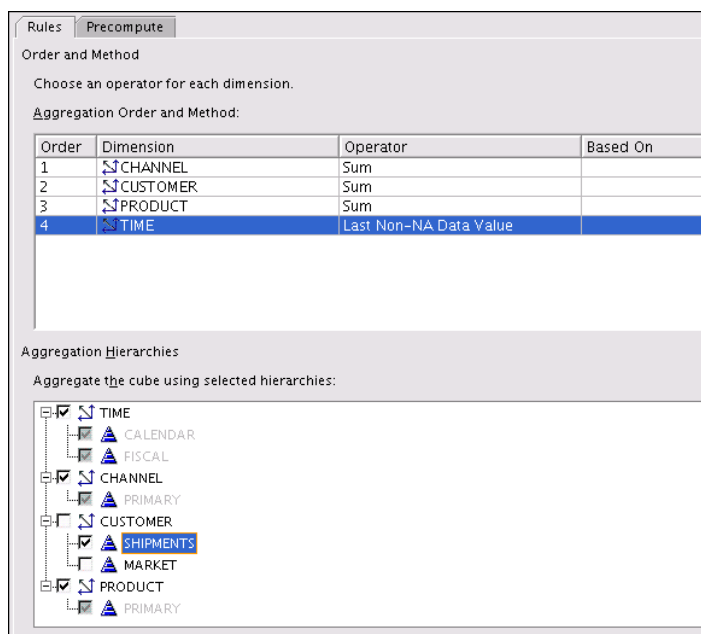 Rules Precompute
Order and Method
Choose an operator for each dimension.
Aggregation Order and Method:
Order Dimension Operator Based On
1 CHANNEL Sum
2 CUSTOMER Sum
3 PRODUCT Sum
4 TIME Last Non-NA Data Value
Aggregation Hierarchies
Aggregate the cube using selected hierarchies:
TIME
CALENDAR
FISCAL
CHANNEL
PRIMARY
CUSTOMER
SHIPMENTS
MARKET
PRODUCT
PRIMARY